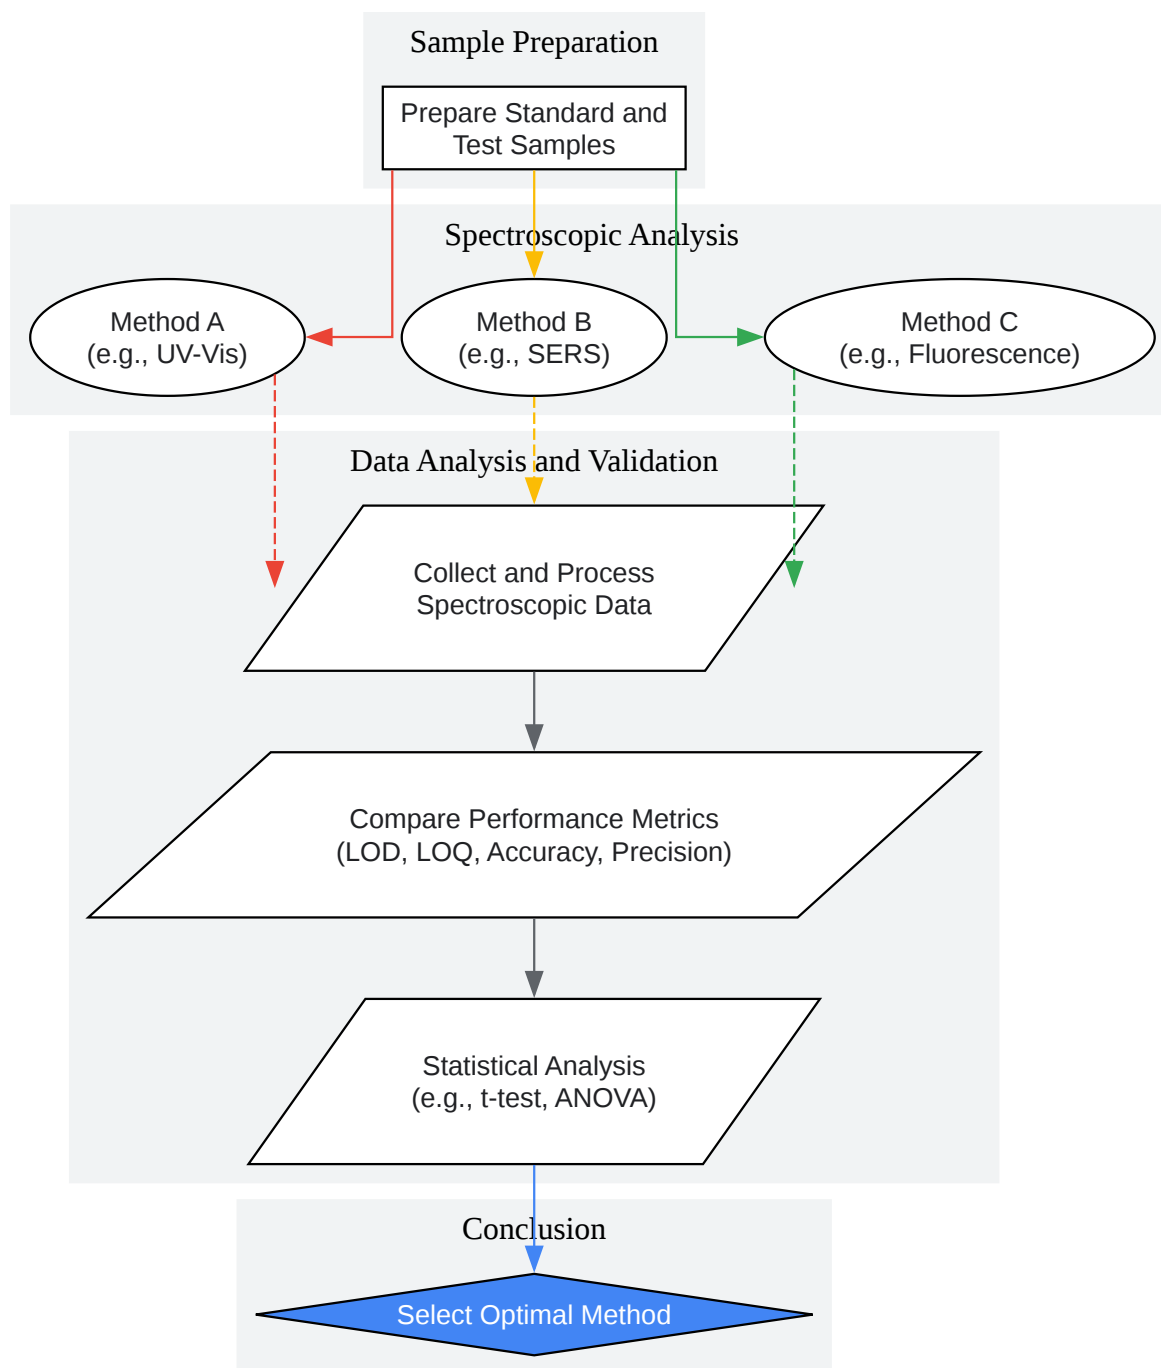 Sample Preparation
Prepare Standard and
Test Samples
Spectroscopic Analysis
Method A
(e.g., UV-Vis)
Method B
(e.g., SERS)
Method C
(e.g., Fluorescence)
Data Analysis and Validation
Collect and Process
Spectroscopic Data
Compare Performance Metrics
(LOD, LOQ, Accuracy, Precision)
Statistical Analysis
(e.g., t-test, ANOVA)
Conclusion
Select Optimal Method